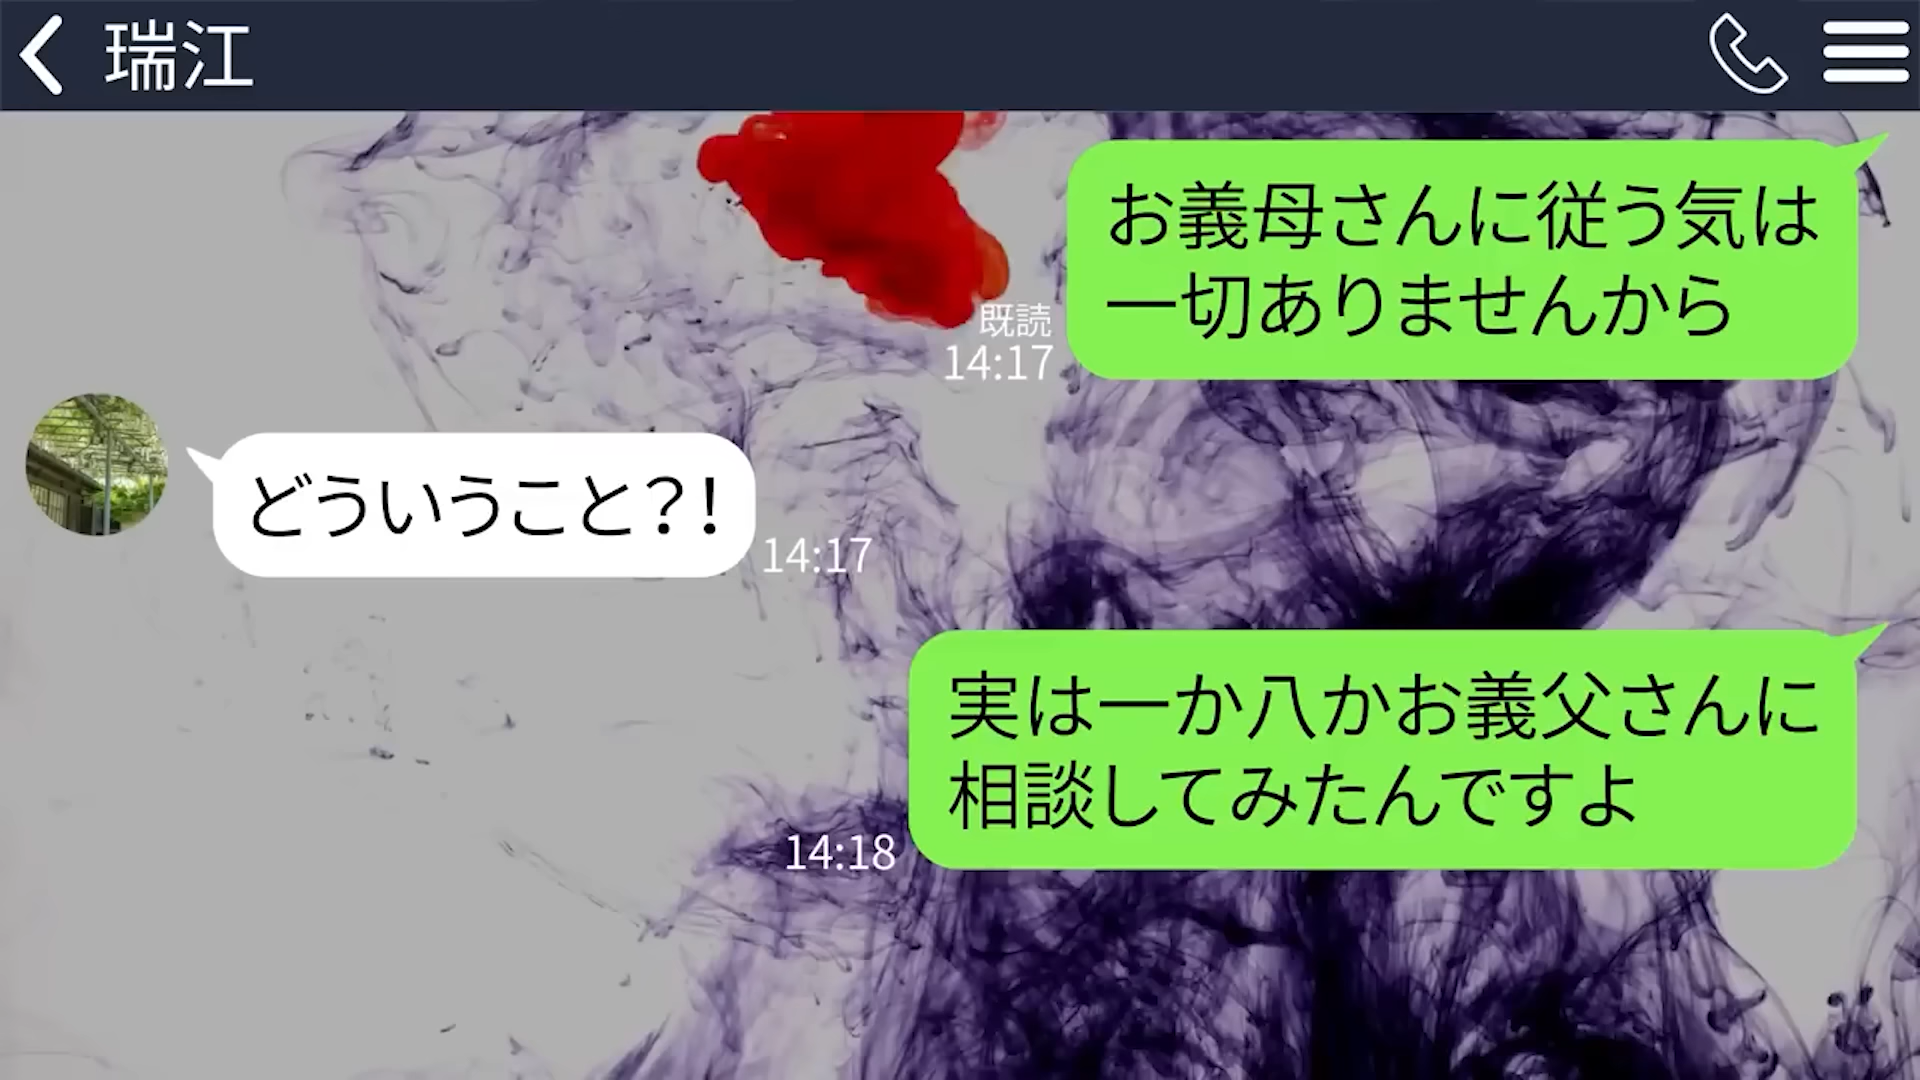 瑞江
お義母さんに従う気は
一切ありませんから
既読
14:17
どういうこと?!
14:17
実は一か八かお義父さんに
相談してみたんですよ
14:18